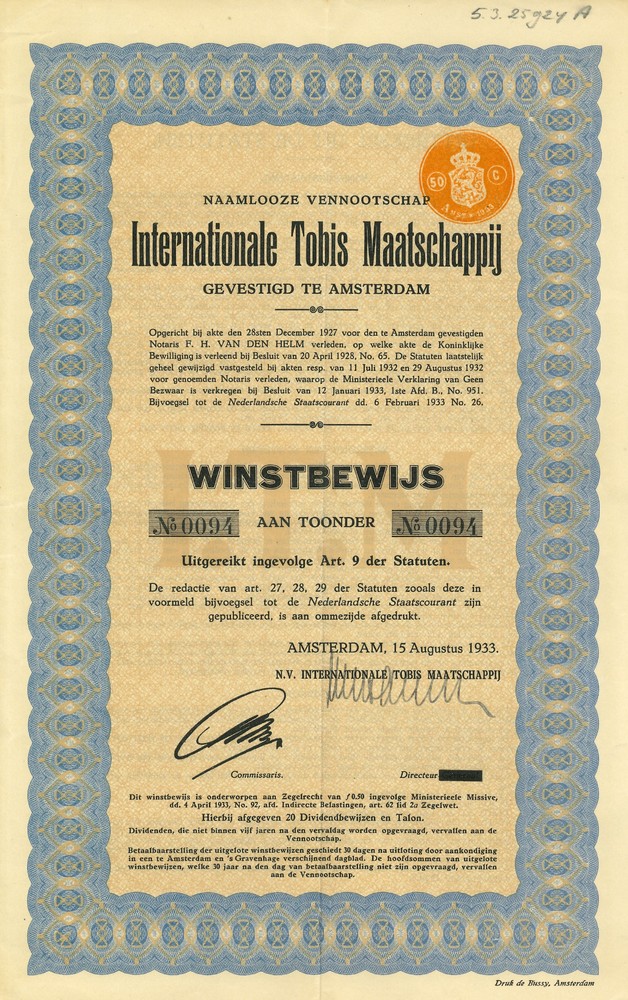 5.3.25924 A
50 C
AMST * 1933
NAAMLOOZE VENNOOTSCHAP
Internationale Tobis Maatschappij
GEVESTIGD TE AMSTERDAM
Opgericht bij akte den 28sten December 1927 voor den te Amsterdam gevestigden
Notaris F. H. VAN DEN HELM verleden, op welke akte de Koninklijke
Bewilliging is verleend bij Besluit van 20 April 1928, No. 65. De Statuten laatstelijk
geheel gewijzigd vastgesteld bij akten resp. van 11 Juli 1932 en 29 Augustus 1932
voor genoemden Notaris verleden, waarop de Ministerieele Verklaring van Geen
Bezwaar is verkregen bij Besluit van 12 Januari 1933, 1ste Afd. B., No. 951.
Bijvoegsel tot de Nederlandsche Staatscourant dd. 6 Februari 1933 No. 26.
ITM
WINSTBEWIJS
No 0094 AAN TOONDER No 0094
Uitgereikt ingevolge Art. 9 der Statuten.
De redactie van art. 27, 28, 29 der Statuten zooals deze in
voormeld bijvoegsel tot de Nederlandsche Staatscourant zijn
gepubliceerd, is aan ommezijde afgedrukt.
AMSTERDAM, 15 Augustus 1933.
N.V. INTERNATIONALE TOBIS MAATSCHAPPIJ
Commissaris. Directeur
Dit winstbewijs is onderworpen aan Zegelrecht van ƒ 0.50 ingevolge Ministerieele Missive,
dd. 4 April 1933, No. 92, afd. Indirecte Belastingen, art. 62 lid 2a Zegelwet.
Hierbij afgegeven 20 Dividendbewijzen en Talon.
Dividenden, die niet binnen vijf jaren na den vervaldag worden opgevraagd, vervallen aan de
Vennootschap.
Betaalbaarstelling der uitgelote winstbewijzen geschiedt 30 dagen na uitloting door aankondiging
in een te Amsterdam en 's Gravenhage verschijnend dagblad. De hoofdsommen van uitgelote
winstbewijzen, welke 30 jaar na den dag van betaalbaarstelling niet zijn opgevraagd, vervallen
aan de Vennootschap.
Druk de Bussy, Amsterdam